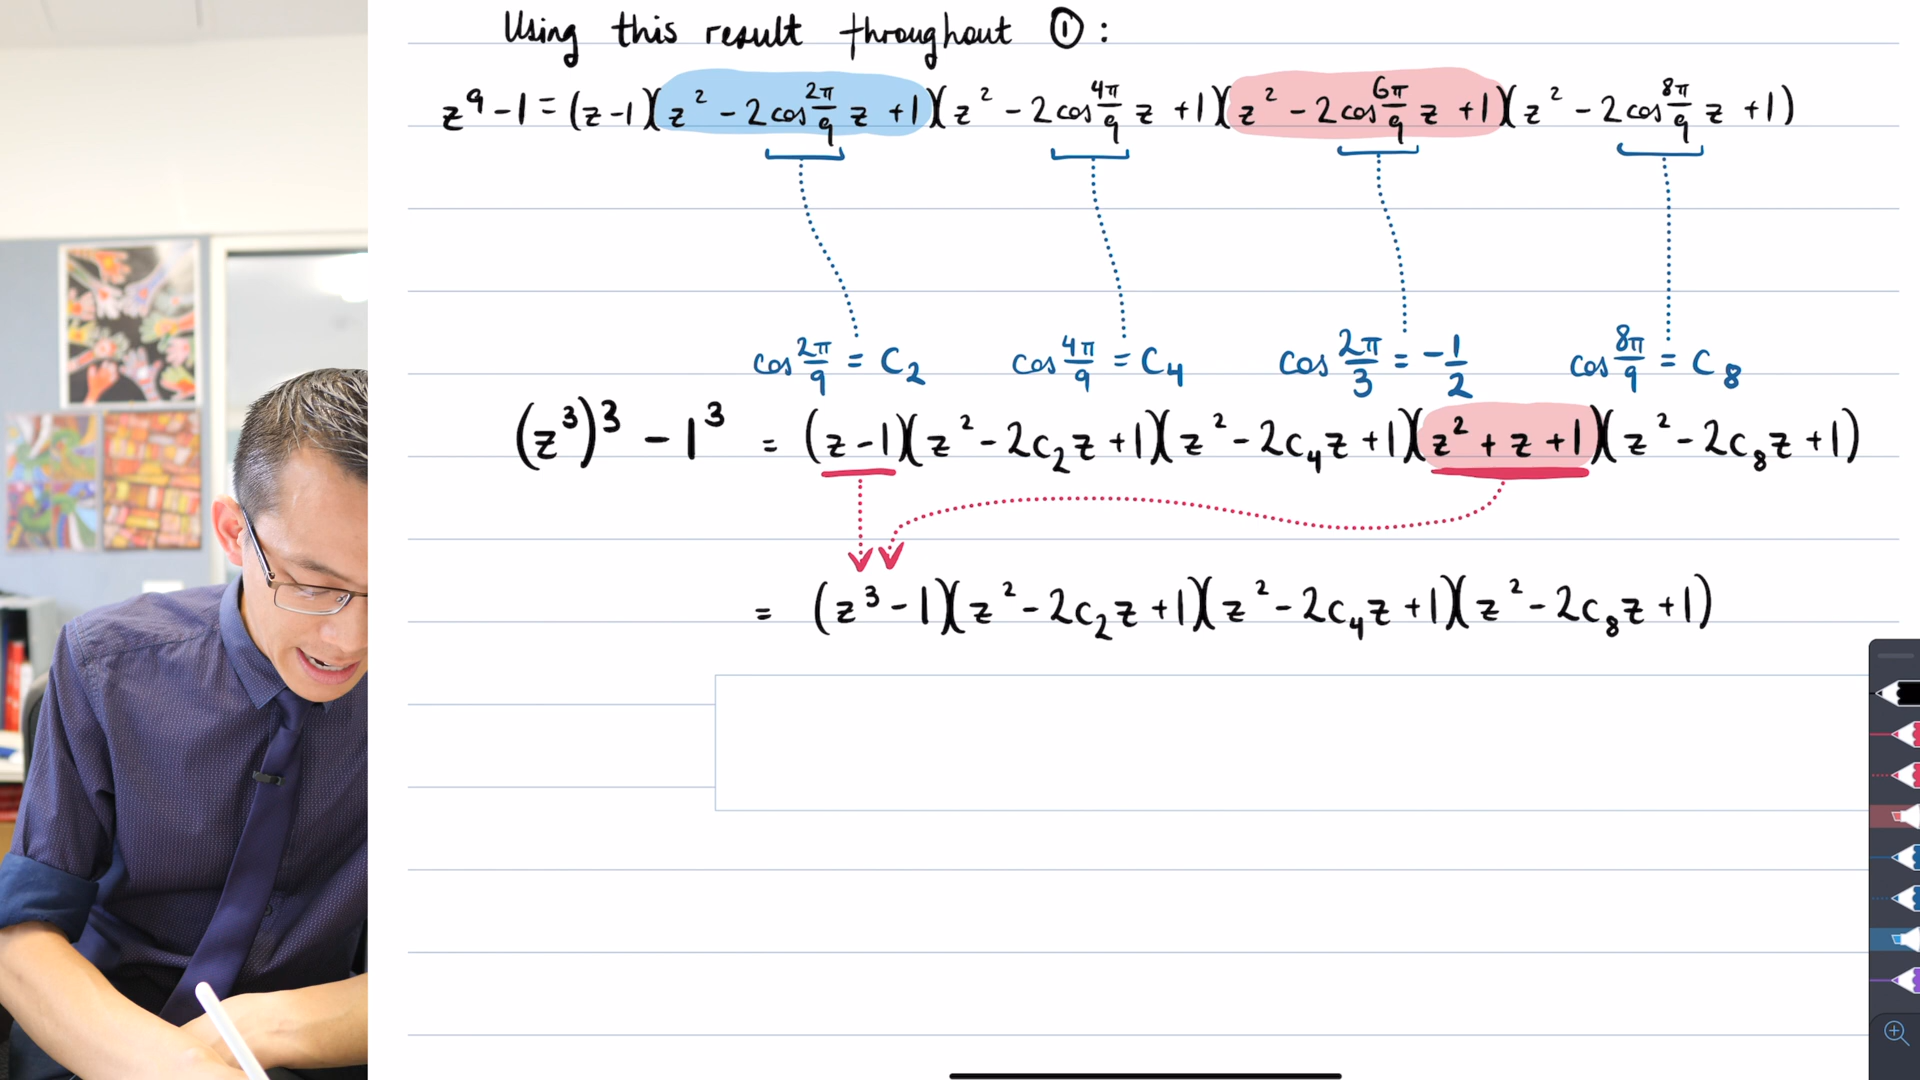 Using this result throughout ①:
z⁹ - 1 = (z - 1)(z² - 2cos 2π/9 z + 1)(z² - 2cos 4π/9 z + 1)(z² - 2cos 6π/9 z + 1)(z² - 2cos 8π/9 z + 1)
cos 2π/9 = C₂ cos 4π/9 = C₄ cos 2π/3 = -1/2 cos 8π/9 = C₈
(z³)³ - 1³ = (z - 1)(z² - 2c₂z + 1)(z² - 2c₄z + 1)(z² + z + 1)(z² - 2c₈z + 1)
= (z³ - 1)(z² - 2c₂z + 1)(z² - 2c₄z + 1)(z² - 2c₈z + 1)